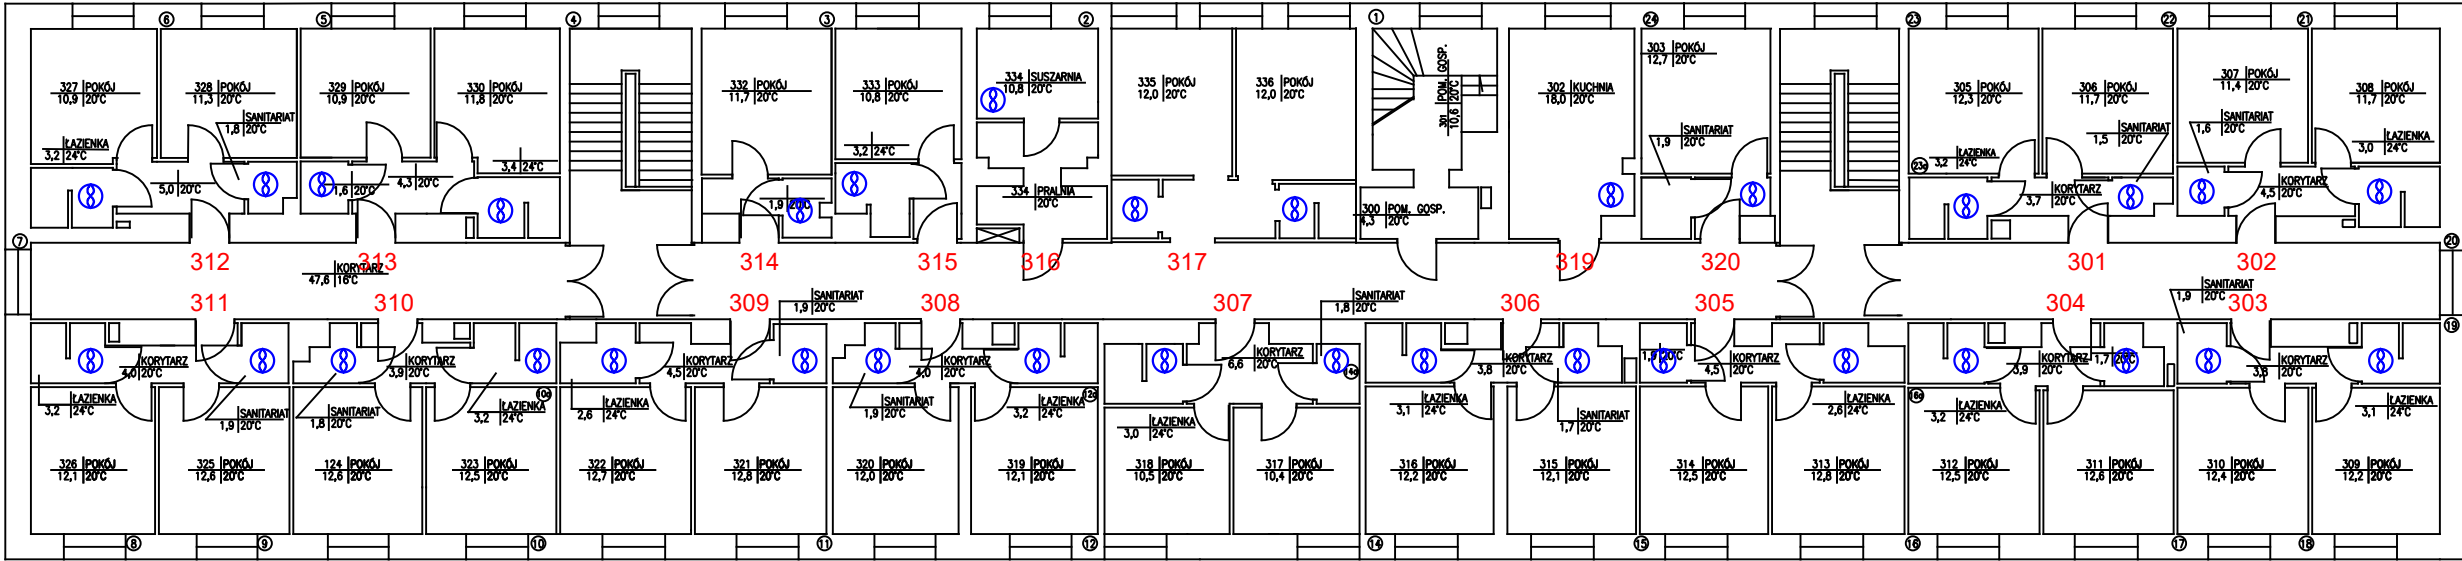 6
5
4
3
2
1
24
23
22
21
327 POKÓJ
10,9 20°C
328 POKÓJ
11,3 20°C
329 POKÓJ
10,9 20°C
330 POKÓJ
11,8 20°C
332 POKÓJ
11,7 20°C
333 POKÓJ
10,8 20°C
334 SUSZARNIA
10,8 20°C
335 POKÓJ
12,0 20°C
336 POKÓJ
12,0 20°C
301 POM. GOSP.
10,6 20°C
302 KUCHNIA
18,0 20°C
303 POKÓJ
12,7 20°C
305 POKÓJ
12,3 20°C
306 POKÓJ
11,7 20°C
307 POKÓJ
11,4 20°C
308 POKÓJ
11,7 20°C
ŁAZIENKA
3,2 24°C
SANITARIAT
1,8 20°C
5,0 20°C
1,6 20°C
4,3 20°C
3,4 24°C
1,9 20°C
3,2 24°C
334 PRALNIA
20°C
300 POM. GOSP.
4,3 20°C
SANITARIAT
1,9 20°C
23a
ŁAZIENKA
3,2 24°C
KORYTARZ
3,7 20°C
SANITARIAT
1,5 20°C
SANITARIAT
1,6 20°C
KORYTARZ
4,5 20°C
ŁAZIENKA
3,0 24°C
7
20
312
313
314
315
316
317
319
320
301
302
KORYTARZ
47,6 16°C
311
310
309
308
307
306
305
304
303
SANITARIAT
1,9 20°C
SANITARIAT
1,8 20°C
SANITARIAT
1,9 20°C
19
KORYTARZ
4,0 20°C
KORYTARZ
3,9 20°C
KORYTARZ
4,5 20°C
KORYTARZ
4,0 20°C
KORYTARZ
6,6 20°C
14a
KORYTARZ
3,8 20°C
1,9 20°C
KORYTARZ
4,5 20°C
KORYTARZ
3,9 20°C
1,7 20°C
KORYTARZ
3,8 20°C
ŁAZIENKA
3,2 24°C
SANITARIAT
1,9 20°C
SANITARIAT
1,8 20°C
ŁAZIENKA
3,2 24°C
10a
ŁAZIENKA
2,6 24°C
SANITARIAT
1,9 20°C
ŁAZIENKA
3,2 24°C
12a
ŁAZIENKA
3,0 24°C
ŁAZIENKA
3,1 24°C
SANITARIAT
1,7 20°C
ŁAZIENKA
2,6 24°C
16a
ŁAZIENKA
3,2 24°C
ŁAZIENKA
3,1 24°C
326 POKÓJ
12,1 20°C
325 POKÓJ
12,6 20°C
124 POKÓJ
12,6 20°C
323 POKÓJ
12,5 20°C
322 POKÓJ
12,7 20°C
321 POKÓJ
12,8 20°C
320 POKÓJ
12,0 20°C
319 POKÓJ
12,1 20°C
318 POKÓJ
10,5 20°C
317 POKÓJ
10,4 20°C
316 POKÓJ
12,2 20°C
315 POKÓJ
12,1 20°C
314 POKÓJ
12,5 20°C
313 POKÓJ
12,8 20°C
312 POKÓJ
12,5 20°C
311 POKÓJ
12,6 20°C
310 POKÓJ
12,4 20°C
309 POKÓJ
12,2 20°C
8
9
10
11
12
14
15
16
17
18